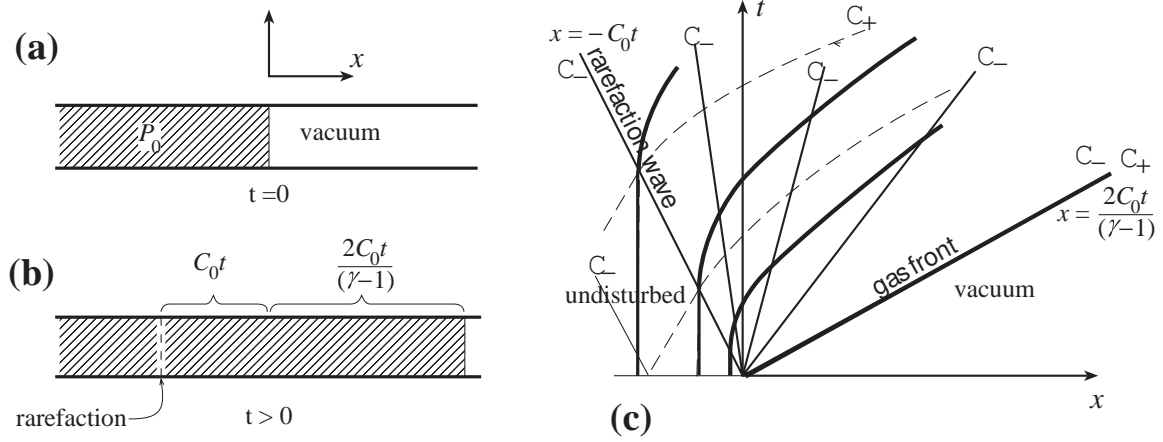 (a)
x
P₀
vacuum
t =0
(b)
C₀t
2C₀t
(γ−1)
rarefaction
t > 0
t
x = −C₀t
C₋
C₋
C₊
C₋
C₋
rarefaction wave
C₋ C₊
x = 2C₀t
(γ−1)
C₋
undisturbed
gas front
vacuum
x
(c)